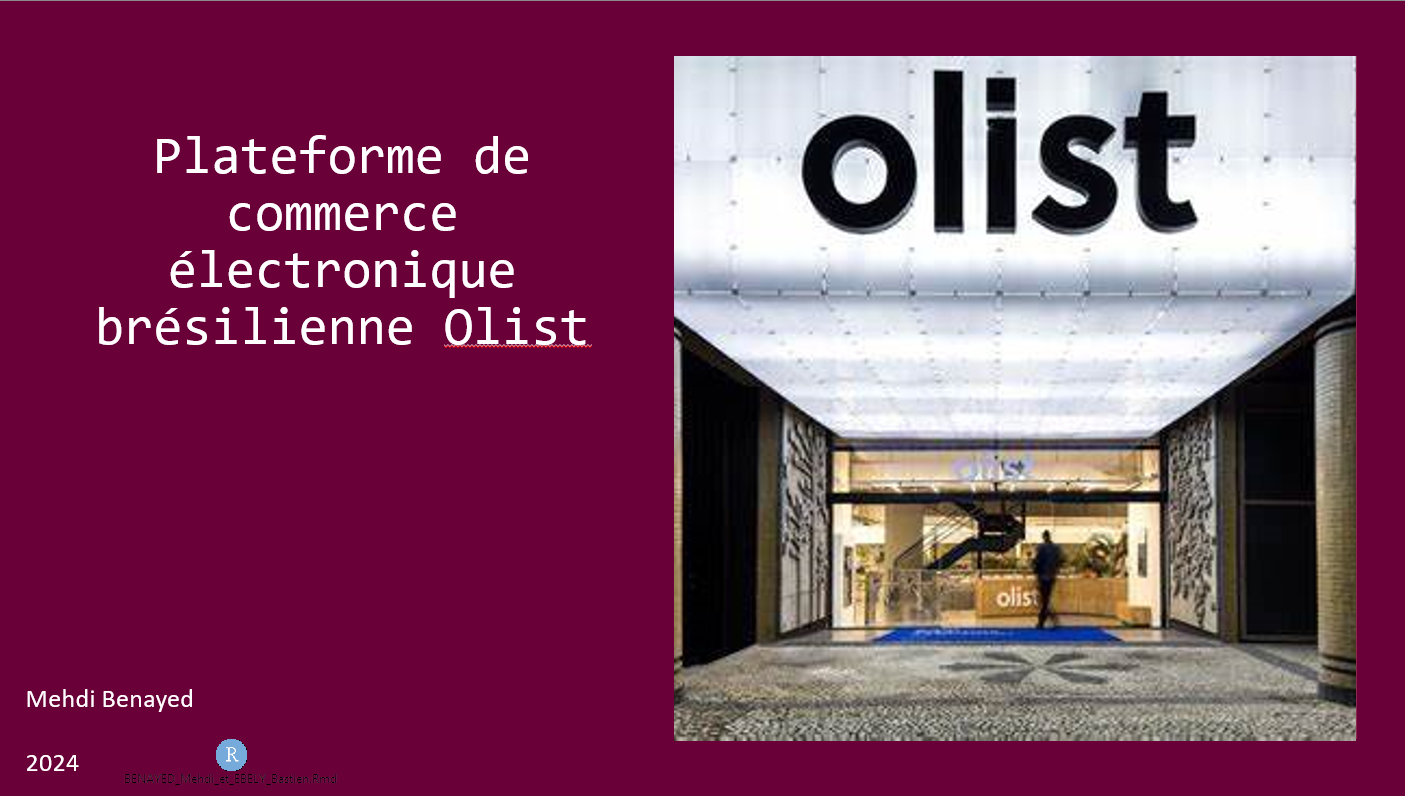 Plateforme de
commerce
électronique
brésilienne Olist
olist
olist
olist
Mehdi Benayed
2024
R